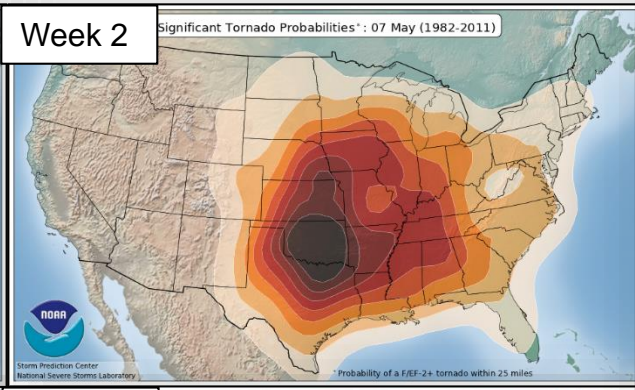 Week 2
Significant Tornado Probabilities*: 07 May (1982-2011)
NOAA
Storm Prediction Center
National Severe Storms Laboratory
*Probability of a F/EF-2+ tornado within 25 miles